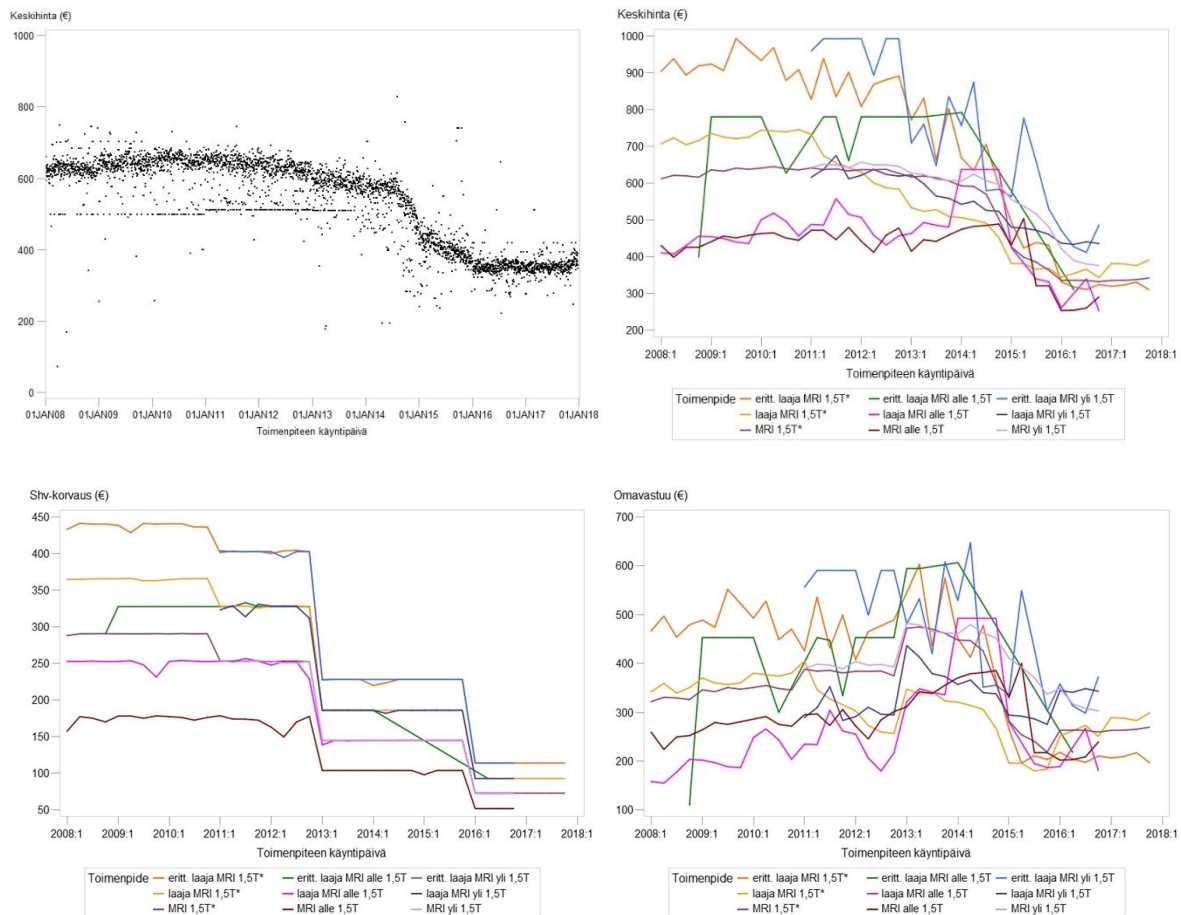 Keskihinta (€)
1000
800
600
400
200
0
01JAN08 01JAN09 01JAN10 01JAN11 01JAN12 01JAN13 01JAN14 01JAN15 01JAN16 01JAN17 01JAN18
Toimenpiteen käyntipäivä
Keskihinta (€)
1000
900
800
700
600
500
400
300
200
2008:1 2009:1 2010:1 2011:1 2012:1 2013:1 2014:1 2015:1 2016:1 2017:1 2018:1
Toimenpiteen käyntipäivä
Toimenpide eritt. laaja MRI 1,5T* eritt. laaja MRI alle 1,5T eritt. laaja MRI yli 1,5T
laaja MRI 1,5T* laaja MRI alle 1,5T laaja MRI yli 1,5T
MRI 1,5T* MRI alle 1,5T MRI yli 1,5T
Shv-korvaus (€)
450
400
350
300
250
200
150
100
50
2008:1 2009:1 2010:1 2011:1 2012:1 2013:1 2014:1 2015:1 2016:1 2017:1 2018:1
Toimenpiteen käyntipäivä
Toimenpide eritt. laaja MRI 1,5T* eritt. laaja MRI alle 1,5T eritt. laaja MRI yli 1,5T
laaja MRI 1,5T* laaja MRI alle 1,5T laaja MRI yli 1,5T
MRI 1,5T* MRI alle 1,5T MRI yli 1,5T
Omavastuu (€)
700
600
500
400
300
200
100
2008:1 2009:1 2010:1 2011:1 2012:1 2013:1 2014:1 2015:1 2016:1 2017:1 2018:1
Toimenpiteen käyntipäivä
Toimenpide eritt. laaja MRI 1,5T* eritt. laaja MRI alle 1,5T eritt. laaja MRI yli 1,5T
laaja MRI 1,5T* laaja MRI alle 1,5T laaja MRI yli 1,5T
MRI 1,5T* MRI alle 1,5T MRI yli 1,5T